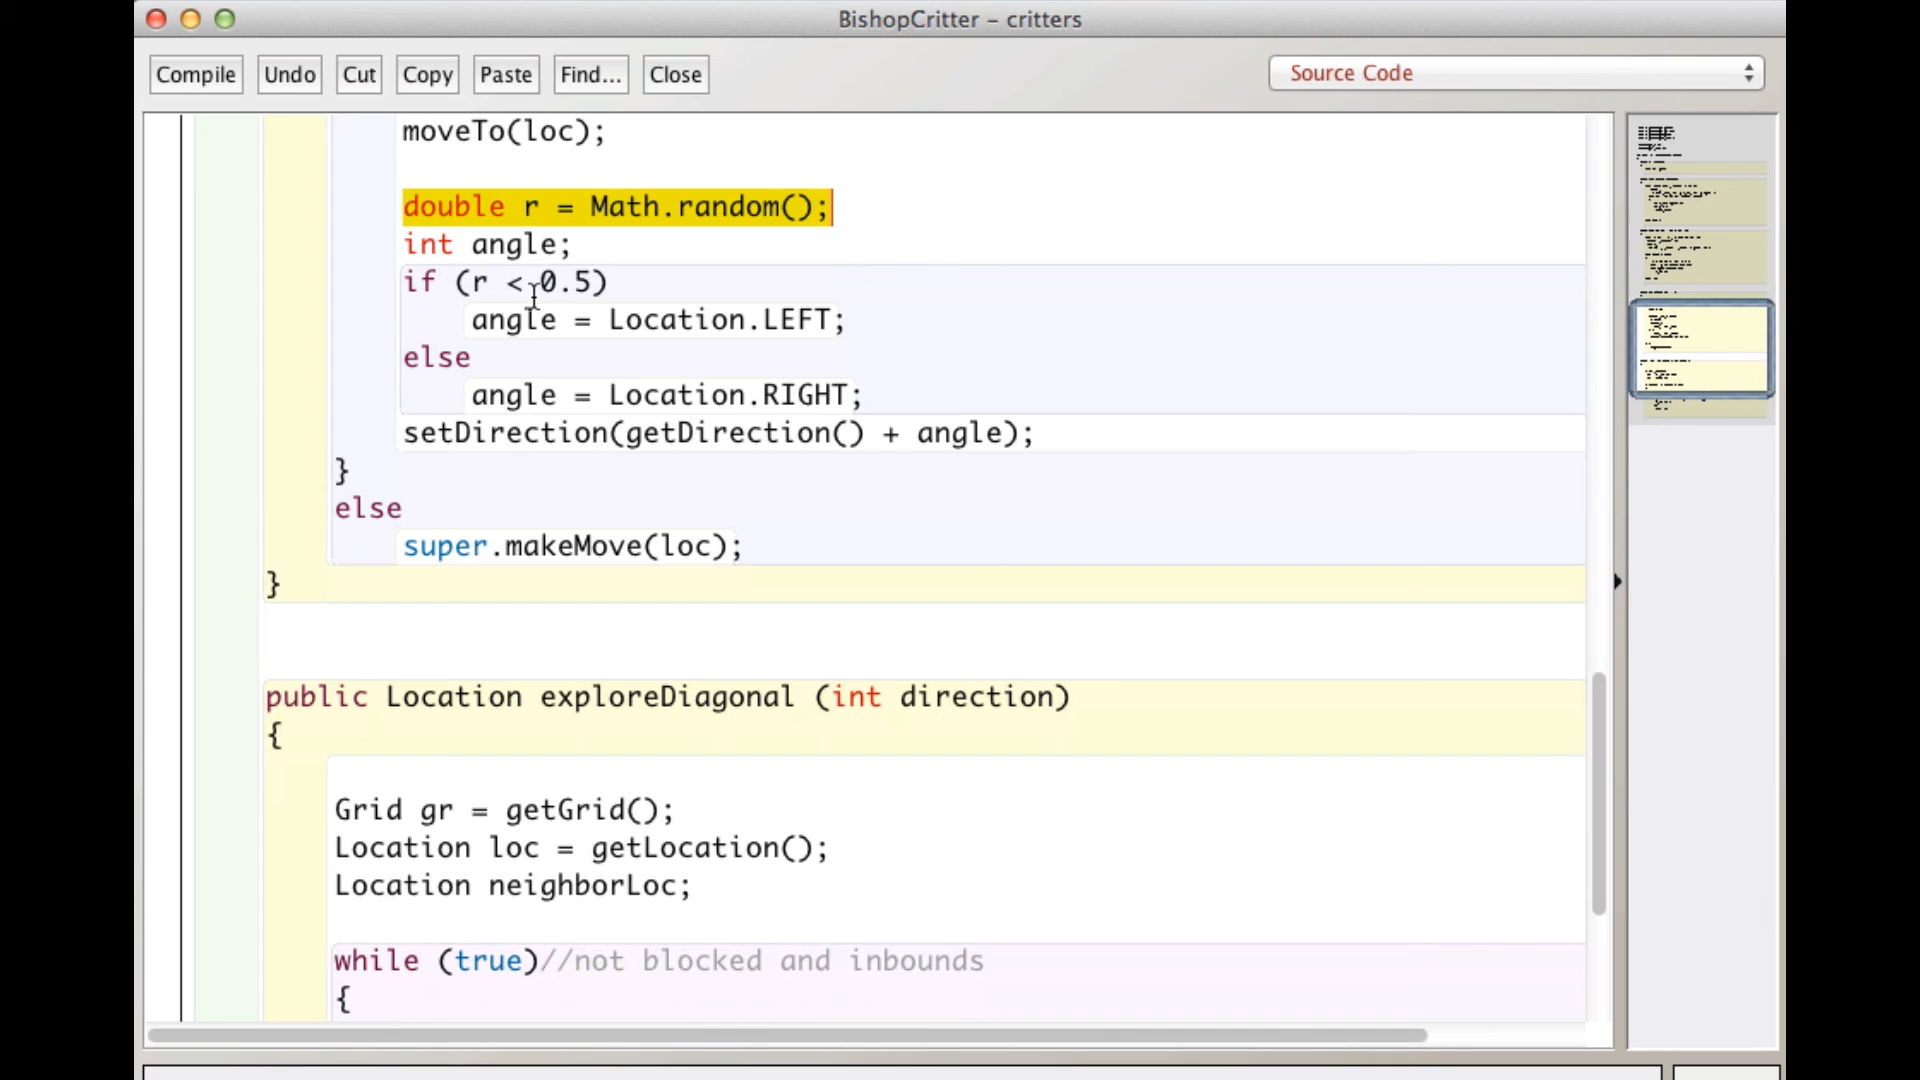 BishopCritter – critters
Compile Undo Cut Copy Paste Find... Close Source Code
moveTo(loc);
double r = Math.random();
int angle;
if (r < 0.5)
angle = Location.LEFT;
else
angle = Location.RIGHT;
setDirection(getDirection() + angle);
}
else
super.makeMove(loc);
}
public Location exploreDiagonal (int direction)
{
Grid gr = getGrid();
Location loc = getLocation();
Location neighborLoc;
while (true)//not blocked and inbounds
{